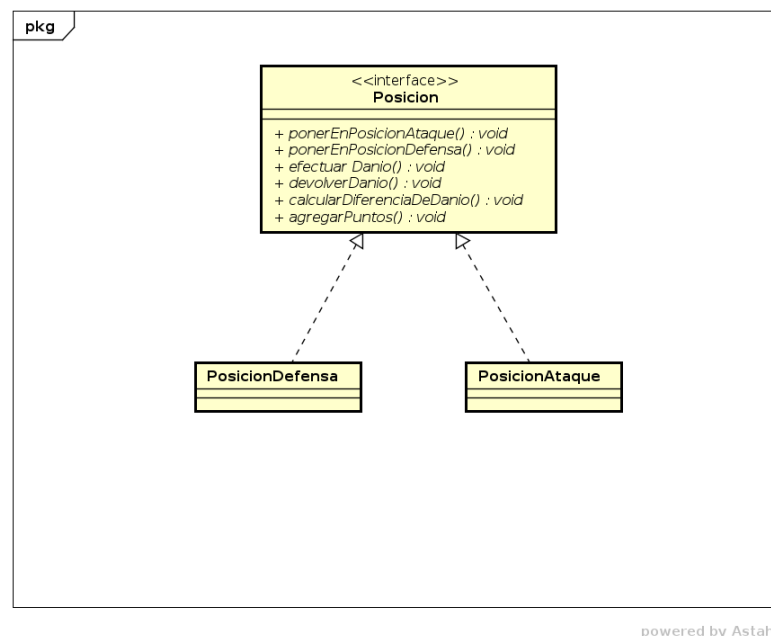 pkg
<<interface>>
Posicion
+ ponerEnPosicionAtaque() : void
+ ponerEnPosicionDefensa() : void
+ efectuar Danio() : void
+ devolverDanio() : void
+ calcularDiferenciaDeDanio() : void
+ agregarPuntos() : void
PosicionDefensa
PosicionAtaque
powered by Astah